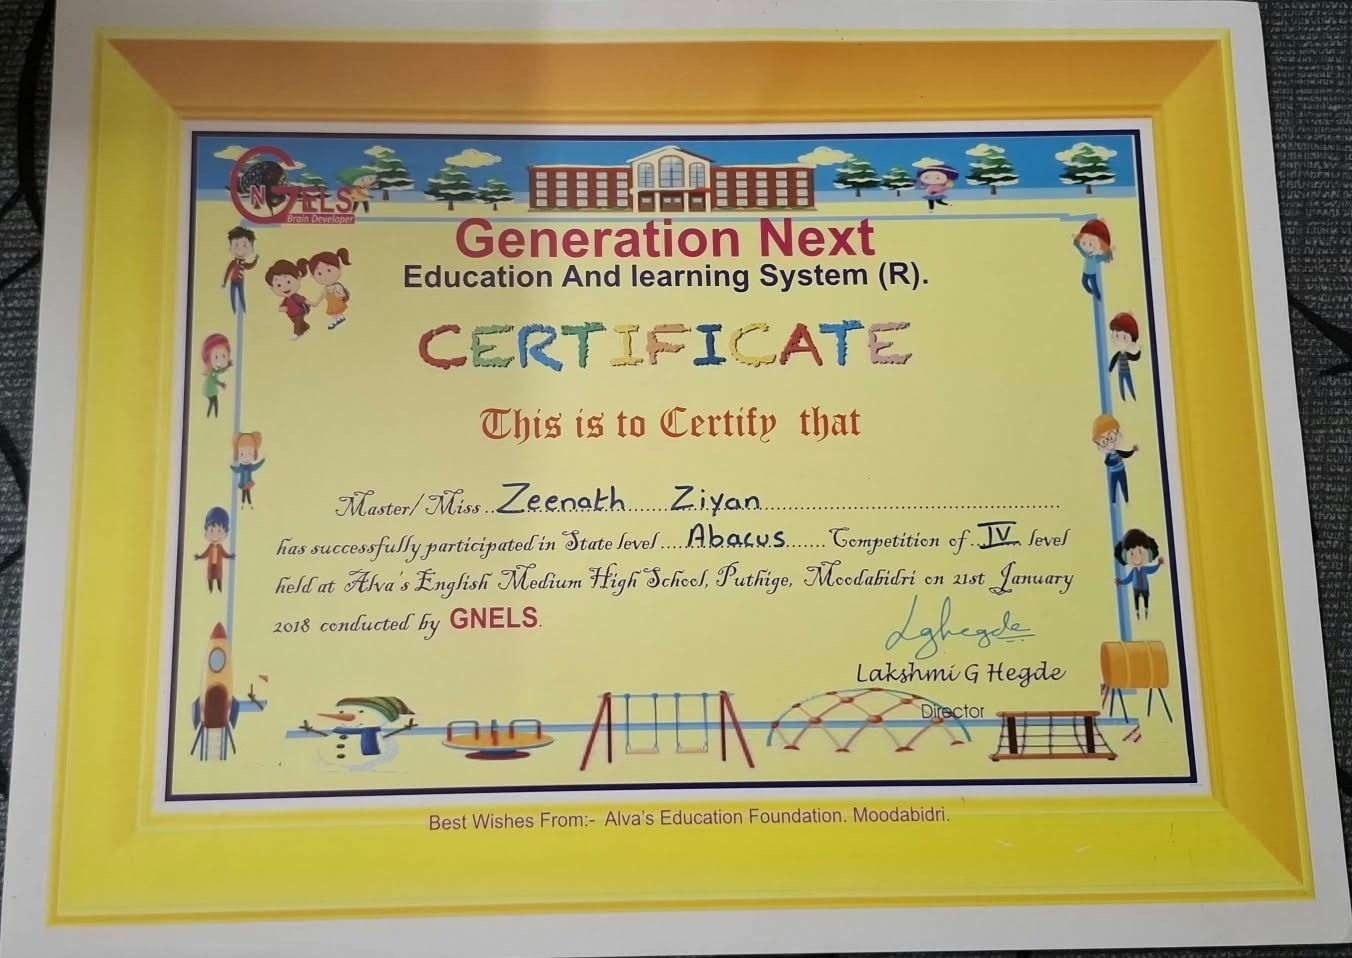 GNELS
Brain Developer
Generation Next
Education And learning System (R).
CERTIFICATE
This is to Certify that
Master/ Miss Zeenath Ziyan
has successfully participated in State level Abacus Competition of IV level
held at Alva's English Medium High School, Puthige, Moodabidri on 21st January
2018 conducted by GNELS.
Lghegde
Lakshmi G Hegde
Director
Best Wishes From:- Alva's Education Foundation. Moodabidri.